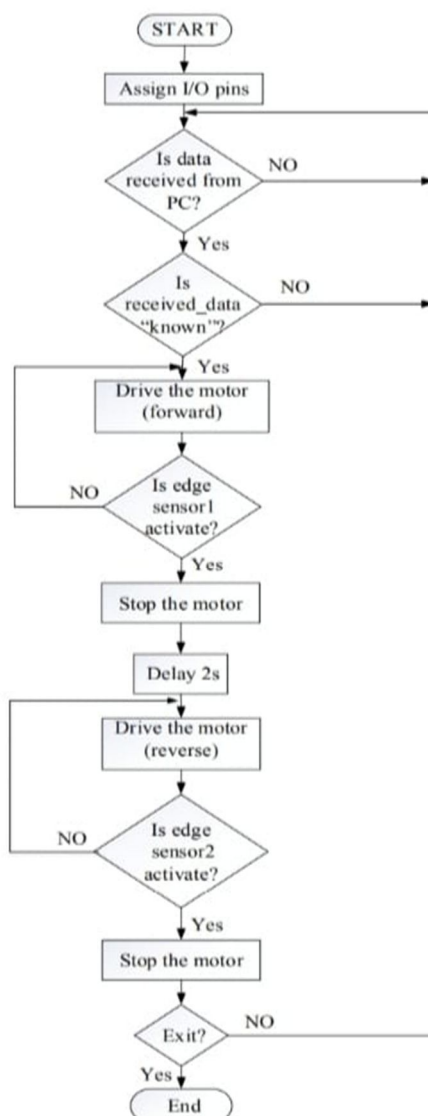 START
Assign I/O pins
Is data
received from
PC?
NO
Yes
Is
received_data
“known”?
NO
Yes
Drive the motor
(forward)
Is edge
sensor1
activate?
NO
Yes
Stop the motor
Delay 2s
Drive the motor
(reverse)
Is edge
sensor2
activate?
NO
Yes
Stop the motor
Exit?
NO
Yes
End